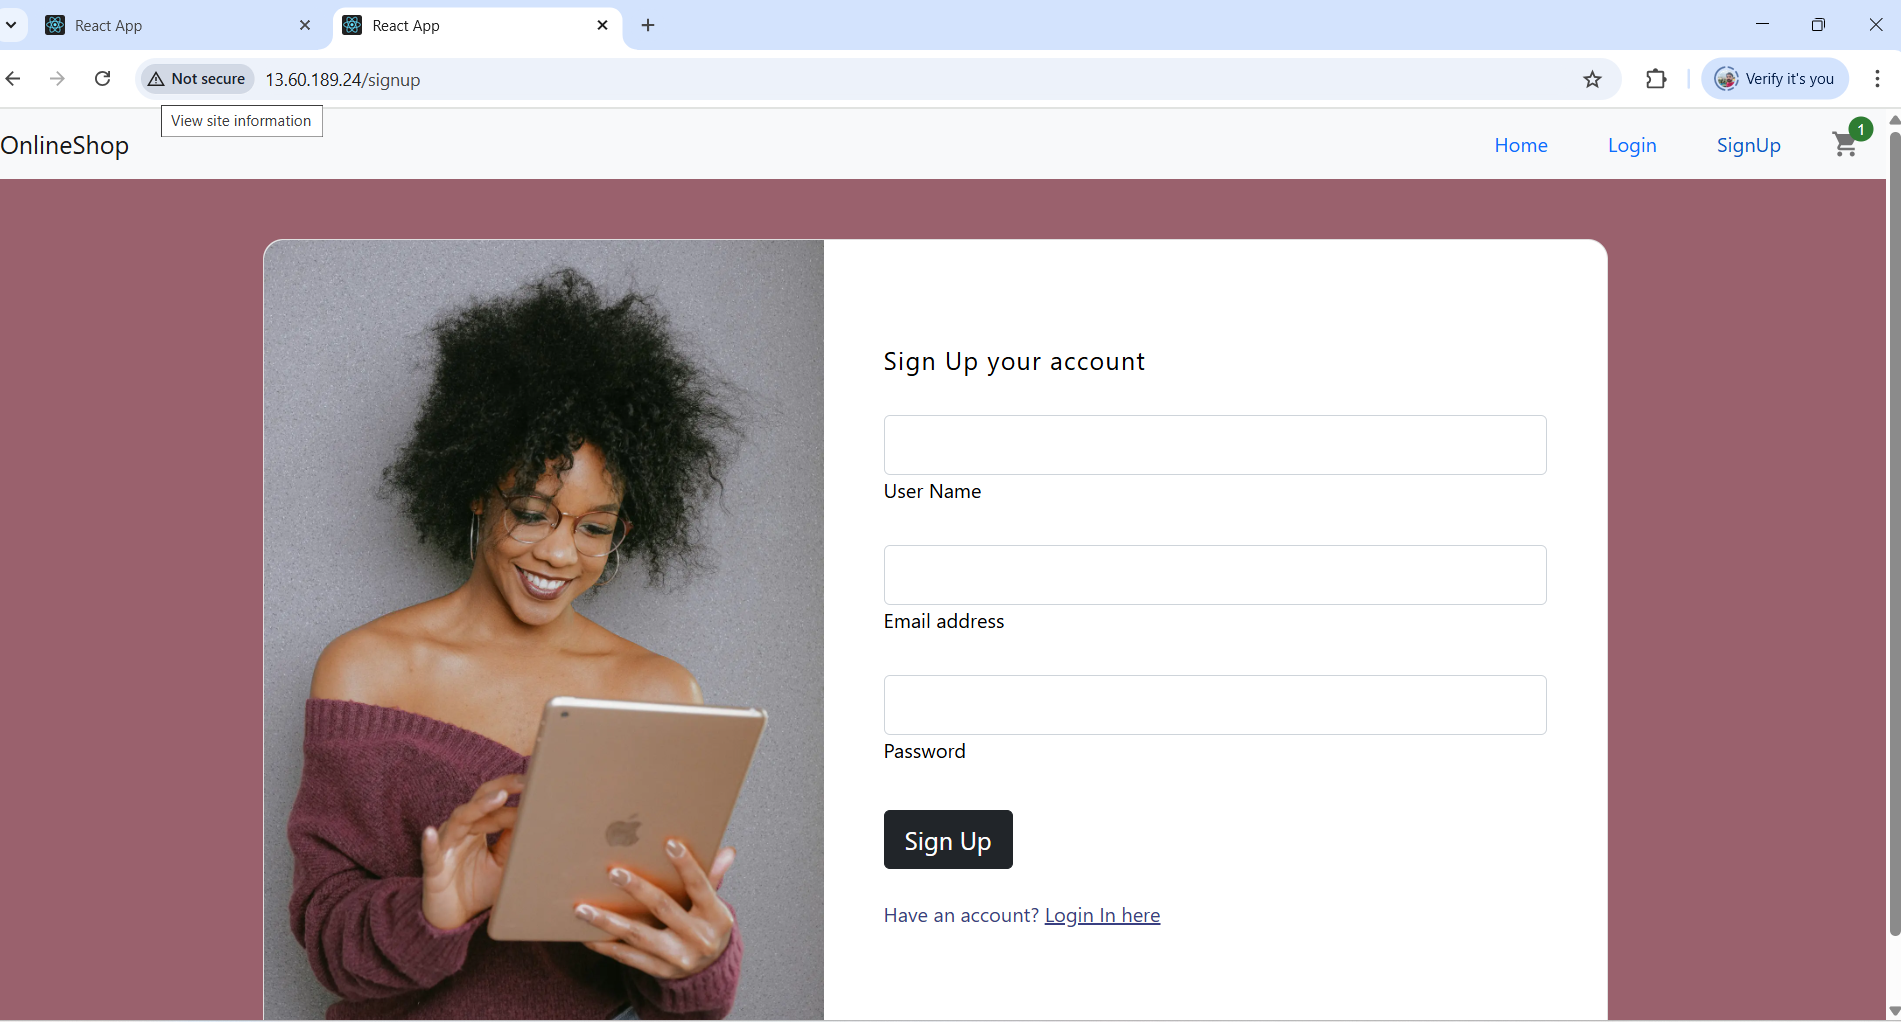 React App
React App
Not secure
13.60.189.24/signup
Verify it's you
View site information
OnlineShop
Home
Login
SignUp
1
Sign Up your account
User Name
Email address
Password
Sign Up
Have an account? Login In here